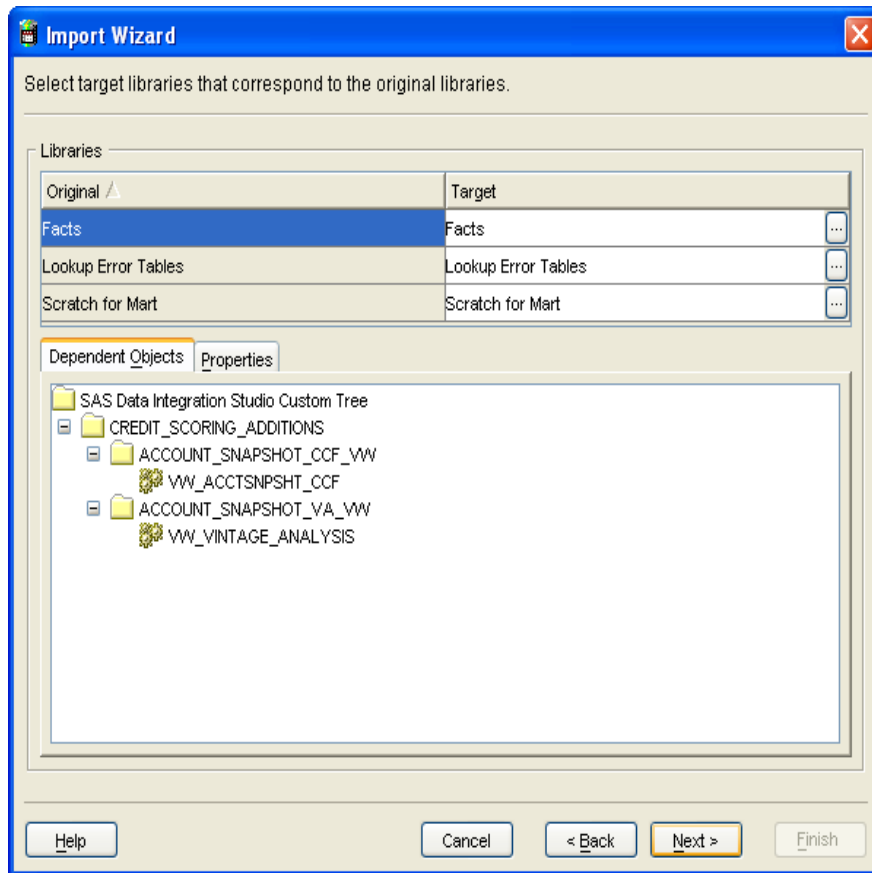 Import Wizard
Select target libraries that correspond to the original libraries.
Libraries
Original Target
Facts Facts ...
Lookup Error Tables Lookup Error Tables ...
Scratch for Mart Scratch for Mart ...
Dependent Objects Properties
SAS Data Integration Studio Custom Tree
CREDIT_SCORING_ADDITIONS
ACCOUNT_SNAPSHOT_CCF_VW
VW_ACCTSNPSHT_CCF
ACCOUNT_SNAPSHOT_VA_VW
VW_VINTAGE_ANALYSIS
Help Cancel < Back Next > Finish